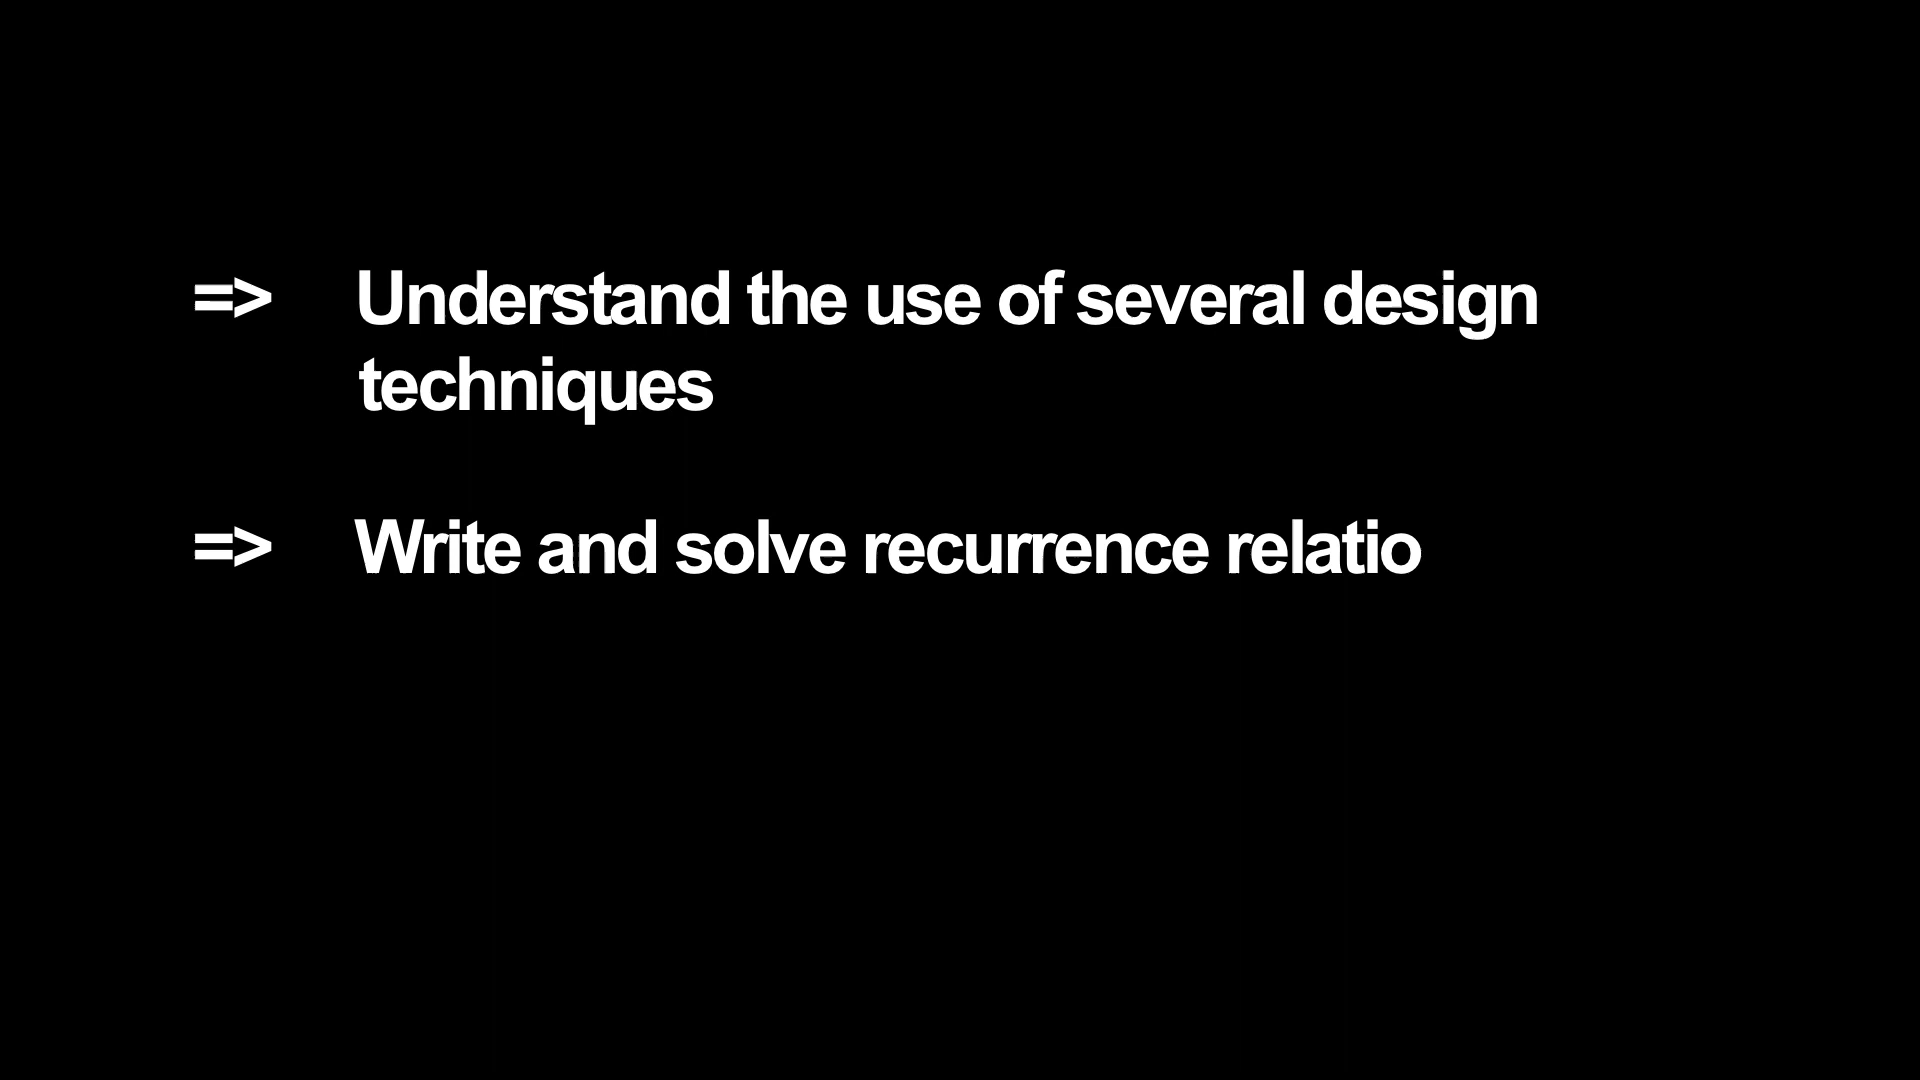 => Understand the use of several design
techniques
=> Write and solve recurrence relatio